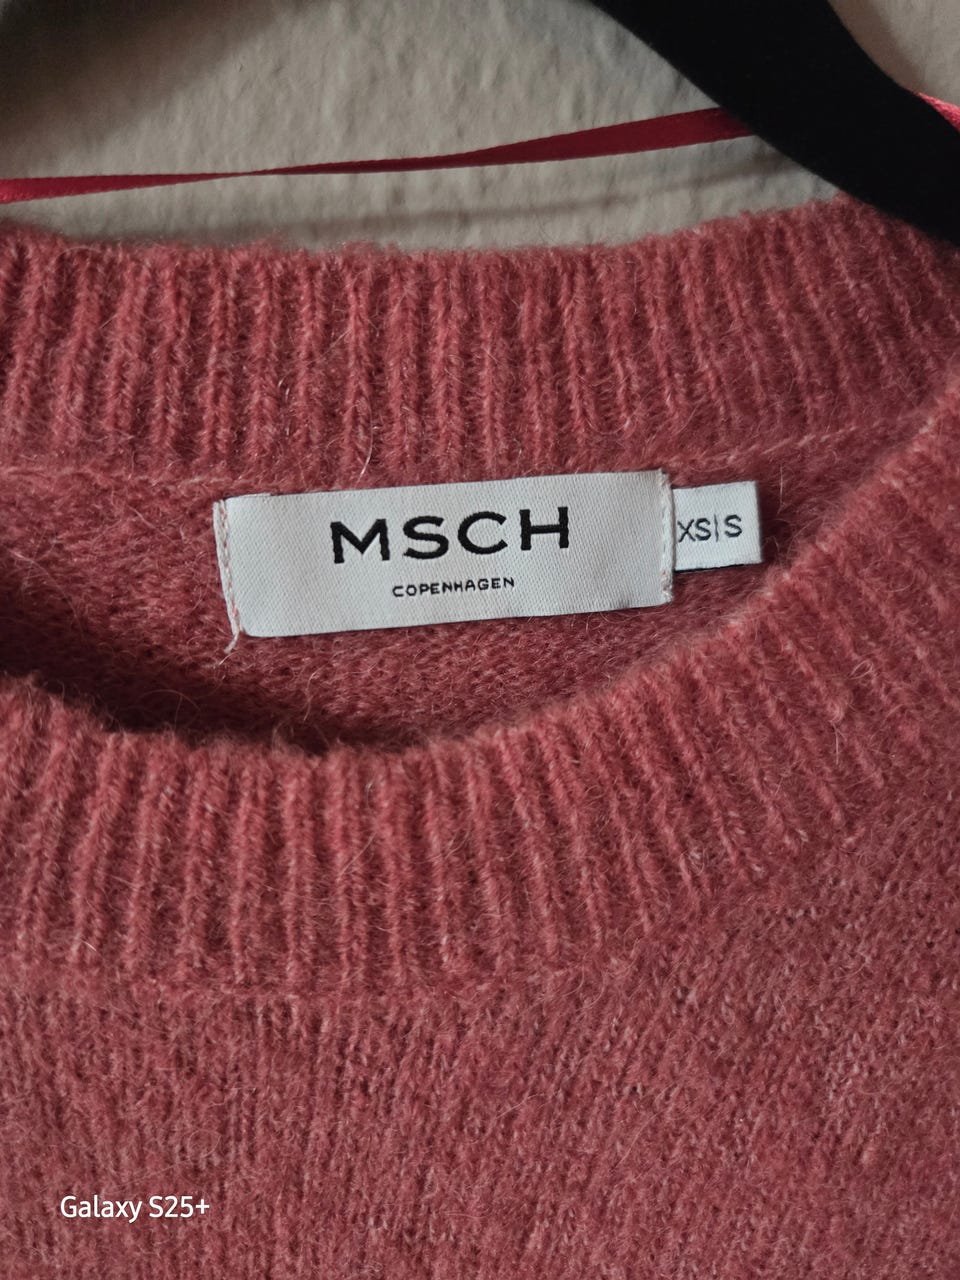 MSCH
COPENHAGEN
XS|S
Galaxy S25+